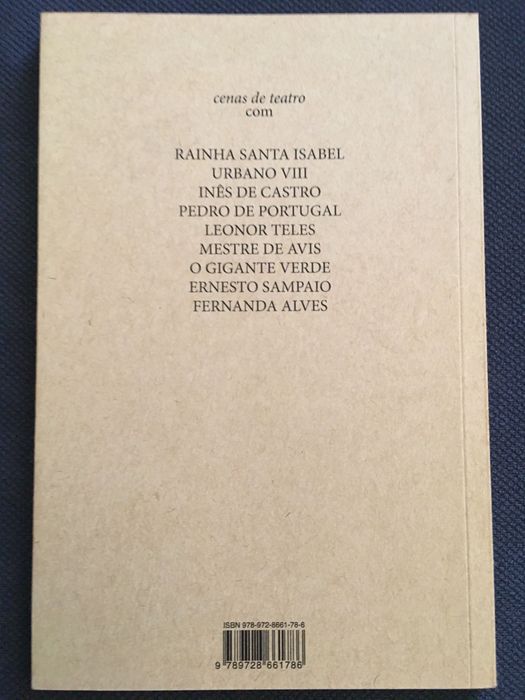 cenas de teatro
com
RAINHA SANTA ISABEL
URBANO VIII
INÊS DE CASTRO
PEDRO DE PORTUGAL
LEONOR TELES
MESTRE DE AVIS
O GIGANTE VERDE
ERNESTO SAMPAIO
FERNANDA ALVES
ISBN 978-972-8661-78-6
9 789728 661786